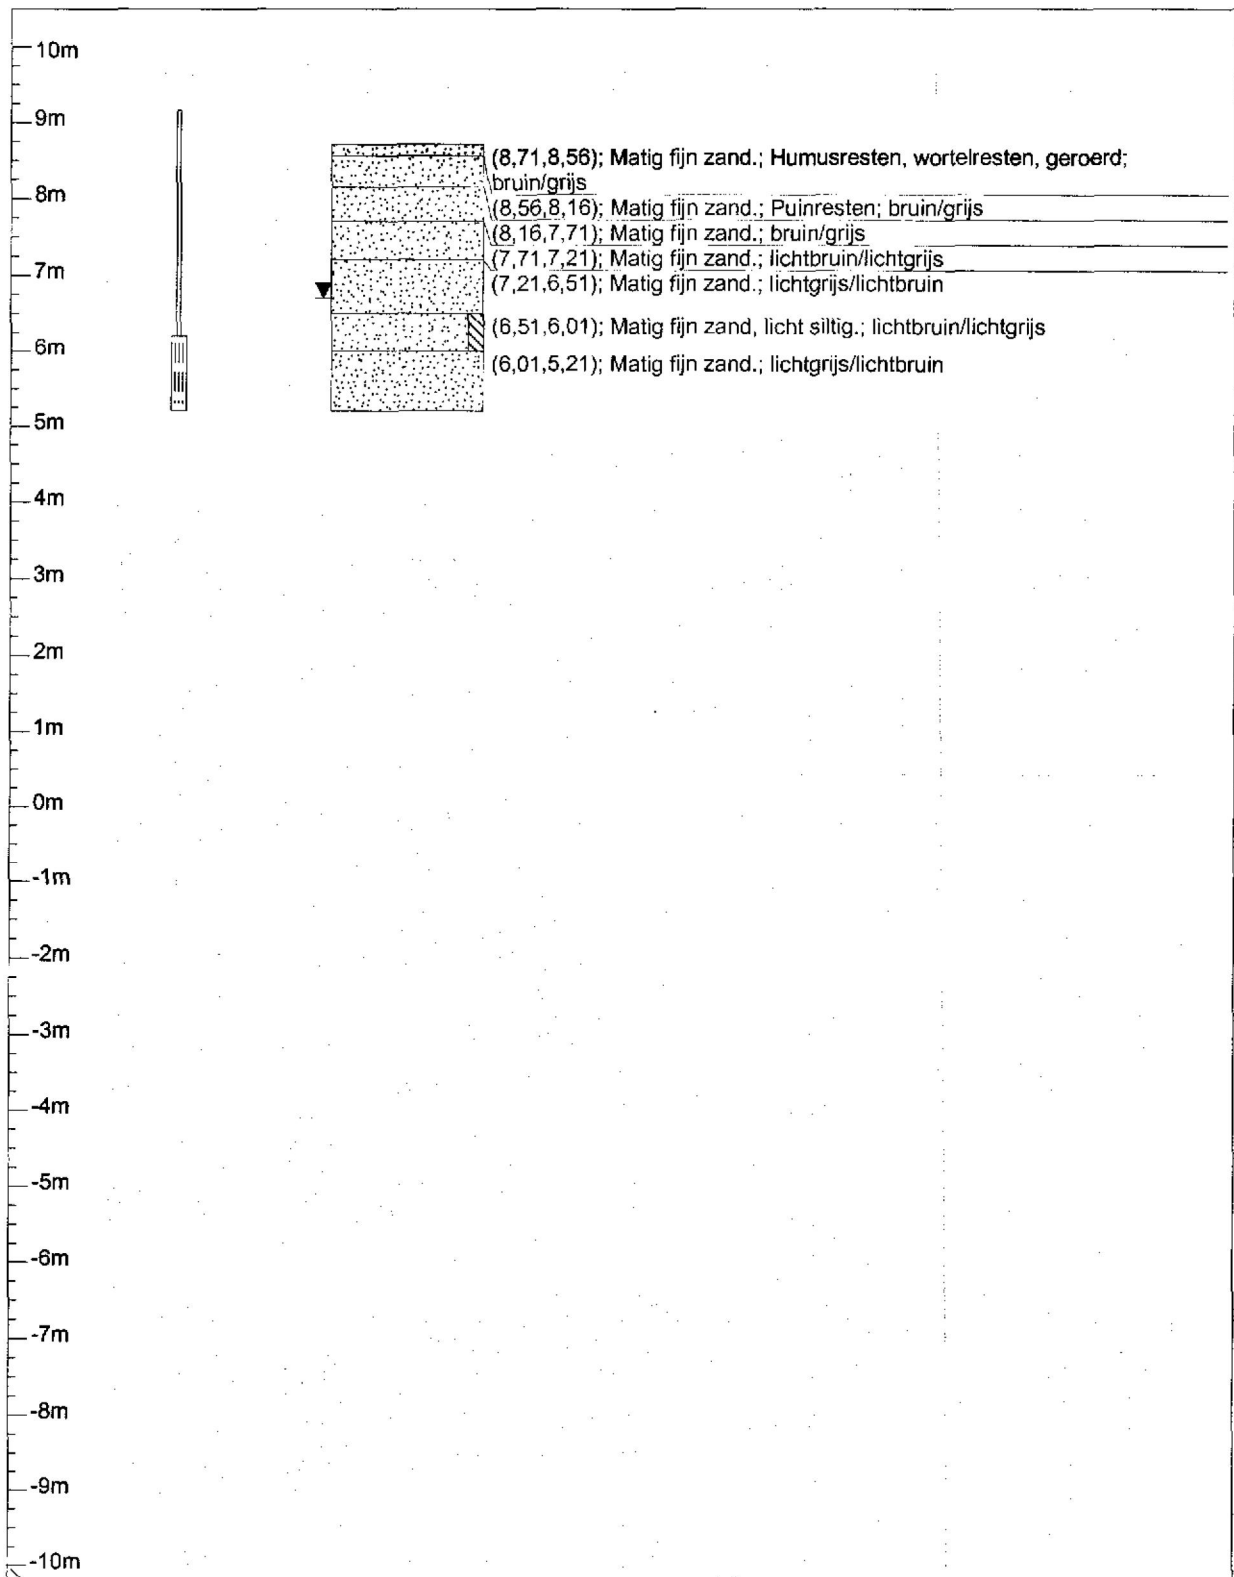 10m
9m
(8,71,8,56); Matig fijn zand.; Humusresten, wortelresten, geroerd;
bruin/grijs
8m
(8,56,8,16); Matig fijn zand.; Puinresten; bruin/grijs
(8,16,7,71); Matig fijn zand.; bruin/grijs
(7,71,7,21); Matig fijn zand.; lichtbruin/lichtgrijs
7m
(7,21,6,51); Matig fijn zand.; lichtgrijs/lichtbruin
(6,51,6,01); Matig fijn zand, licht siltig.; lichtbruin/lichtgrijs
6m
(6,01,5,21); Matig fijn zand.; lichtgrijs/lichtbruin
5m
4m
3m
2m
1m
0m
-1m
-2m
-3m
-4m
-5m
-6m
-7m
-8m
-9m
-10m